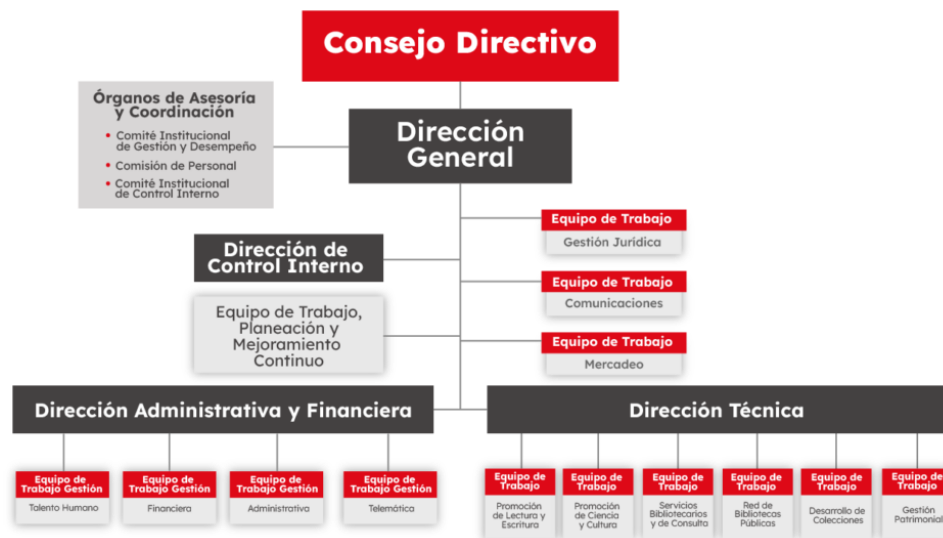 Consejo Directivo
Órganos de Asesoría
y Coordinación
• Comité Institucional
de Gestión y Desempeño
• Comisión de Personal
• Comité Institucional
de Control Interno
Dirección
General
Equipo de Trabajo
Gestión Jurídica
Dirección de
Control Interno
Equipo de Trabajo
Comunicaciones
Equipo de Trabajo,
Planeación y
Mejoramiento
Continuo
Equipo de Trabajo
Mercadeo
Dirección Administrativa y Financiera
Equipo de
Trabajo Gestión
Talento Humano
Equipo de
Trabajo Gestión
Financiera
Equipo de
Trabajo Gestión
Administrativa
Equipo de
Trabajo Gestión
Telemática
Dirección Técnica
Equipo de
Trabajo
Promoción
de Lectura y
Escritura
Equipo de
Trabajo
Promoción
de Ciencia
y Cultura
Equipo de
Trabajo
Servicios
Bibliotecarios
y de Consulta
Equipo de
Trabajo
Red de
Bibliotecas
Públicas
Equipo de
Trabajo
Desarrollo de
Colecciones
Equipo de
Trabajo
Gestión
Patrimonial